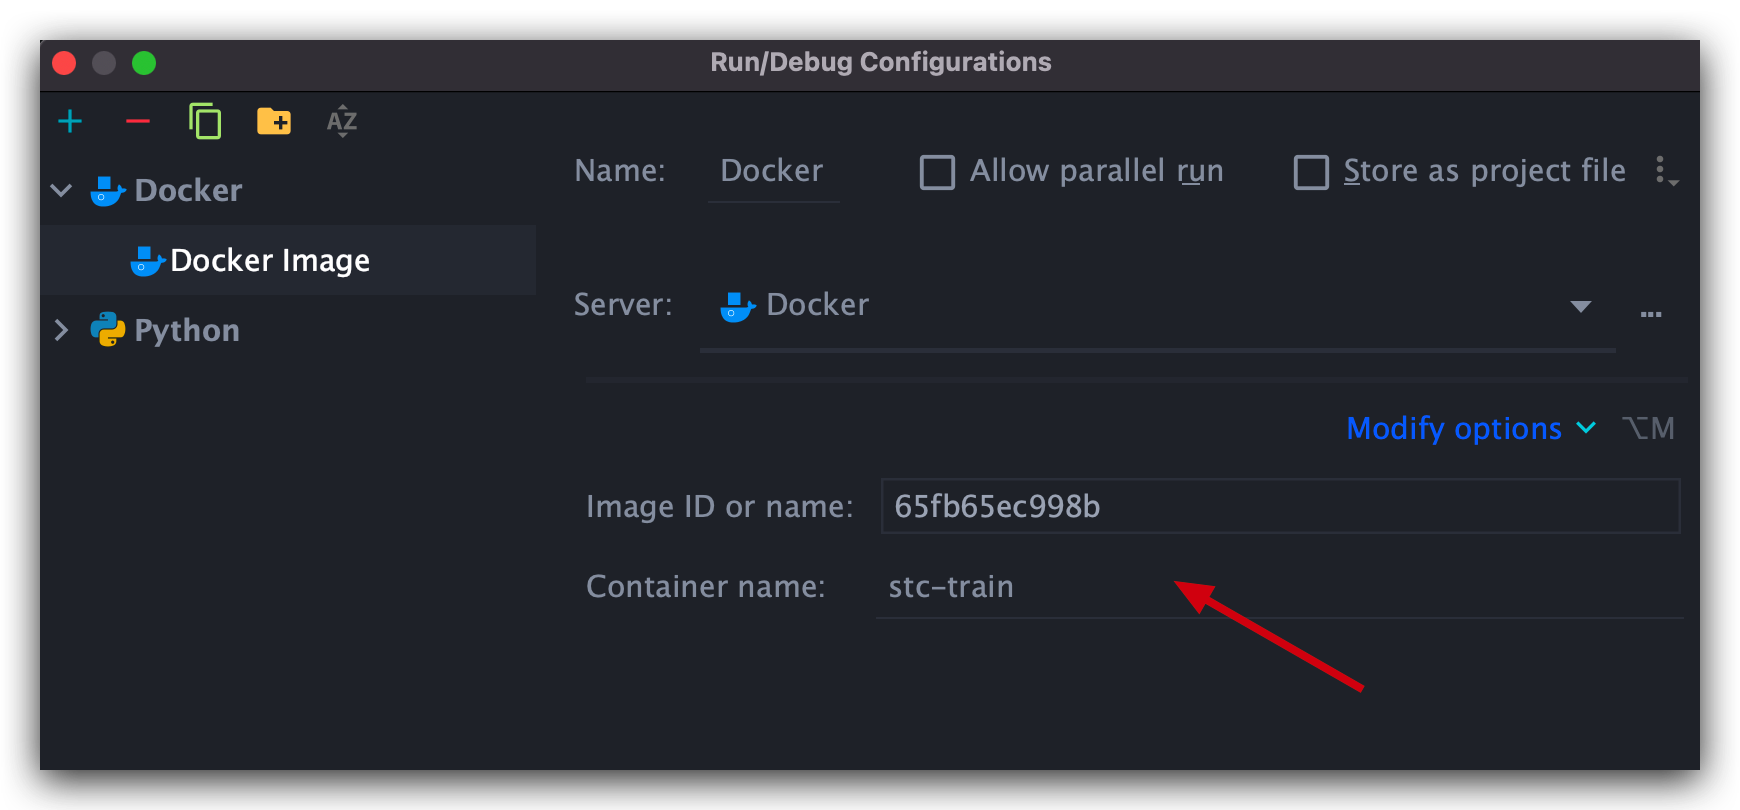 Run/Debug Configurations
AZ
Name: Docker Allow parallel run Store as project file
Docker
Docker Image
Python
Server: Docker ...
Modify options ⌥M
Image ID or name: 65fb65ec998b
Container name: stc-train